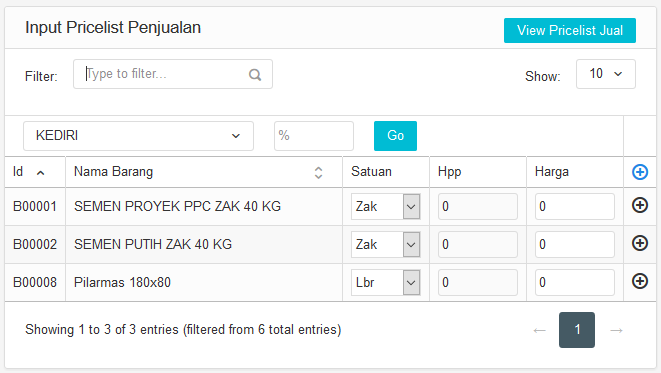 Input Pricelist Penjualan View Pricelist Jual
Filter: Type to filter... Show: 10
KEDIRI % Go
Id Nama Barang Satuan Hpp Harga
B00001 SEMEN PROYEK PPC ZAK 40 KG Zak 0 0
B00002 SEMEN PUTIH ZAK 40 KG Zak 0 0
B00008 Pilarmas 180x80 Lbr 0 0
Showing 1 to 3 of 3 entries (filtered from 6 total entries) ← 1 →